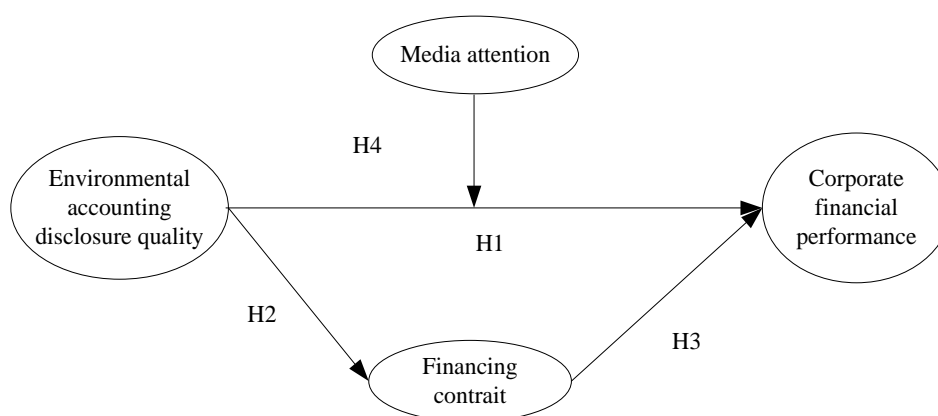 Media attention
H4
Environmental
accounting
disclosure quality
Corporate
financial
performance
H1
H2
H3
Financing
contrait